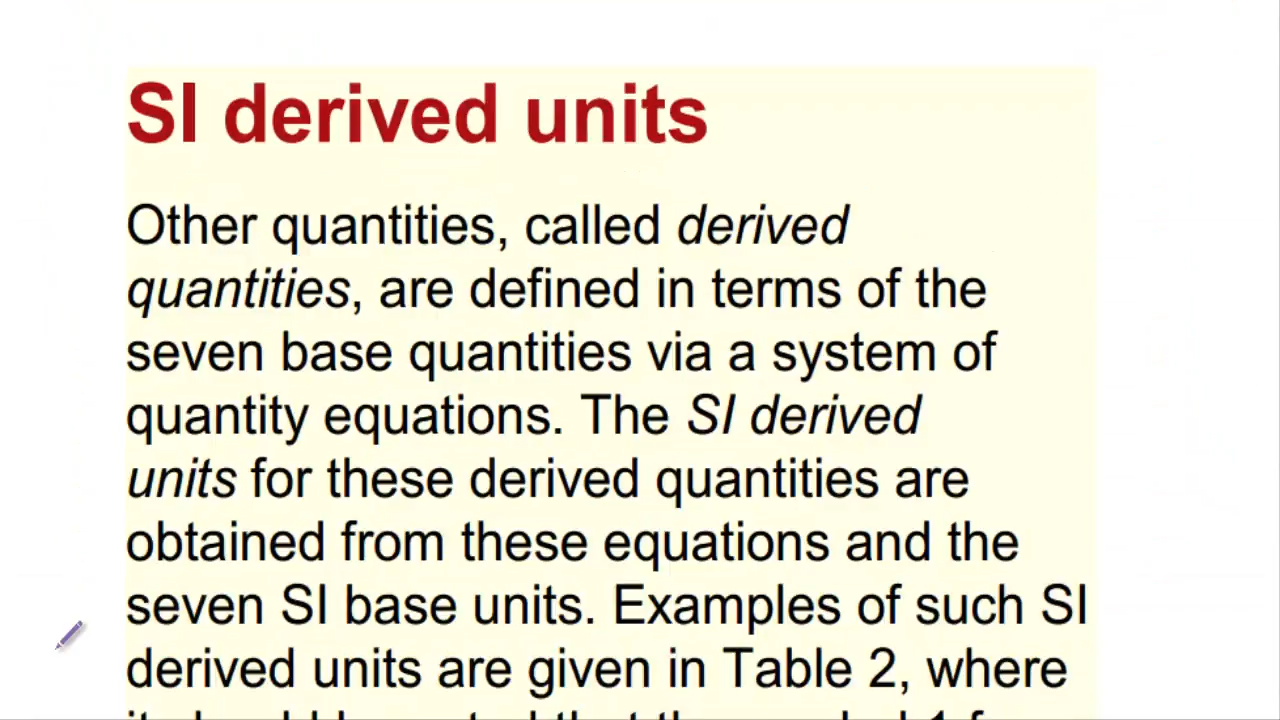 SI derived units
Other quantities, called derived
quantities, are defined in terms of the
seven base quantities via a system of
quantity equations. The SI derived
units for these derived quantities are
obtained from these equations and the
seven SI base units. Examples of such SI
derived units are given in Table 2, where